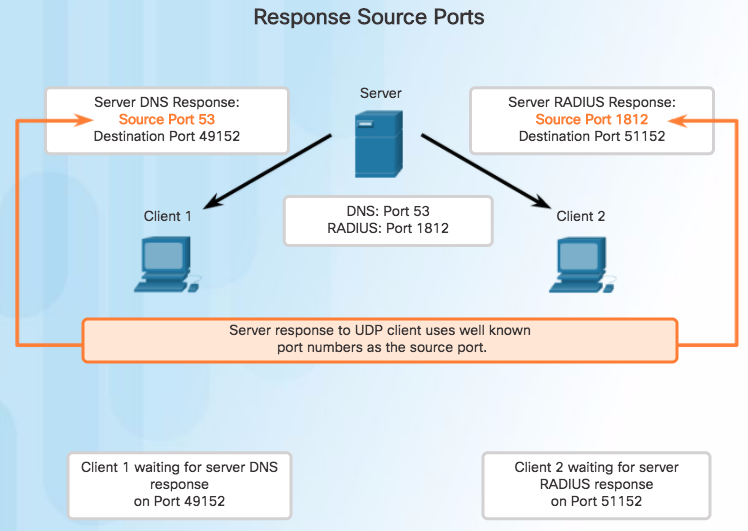 Response Source Ports
Server DNS Response:
Source Port 53
Destination Port 49152
Server
Server RADIUS Response:
Source Port 1812
Destination Port 51152
Client 1
DNS: Port 53
RADIUS: Port 1812
Client 2
Server response to UDP client uses well known
port numbers as the source port.
Client 1 waiting for server DNS
response
on Port 49152
Client 2 waiting for server
RADIUS response
on Port 51152